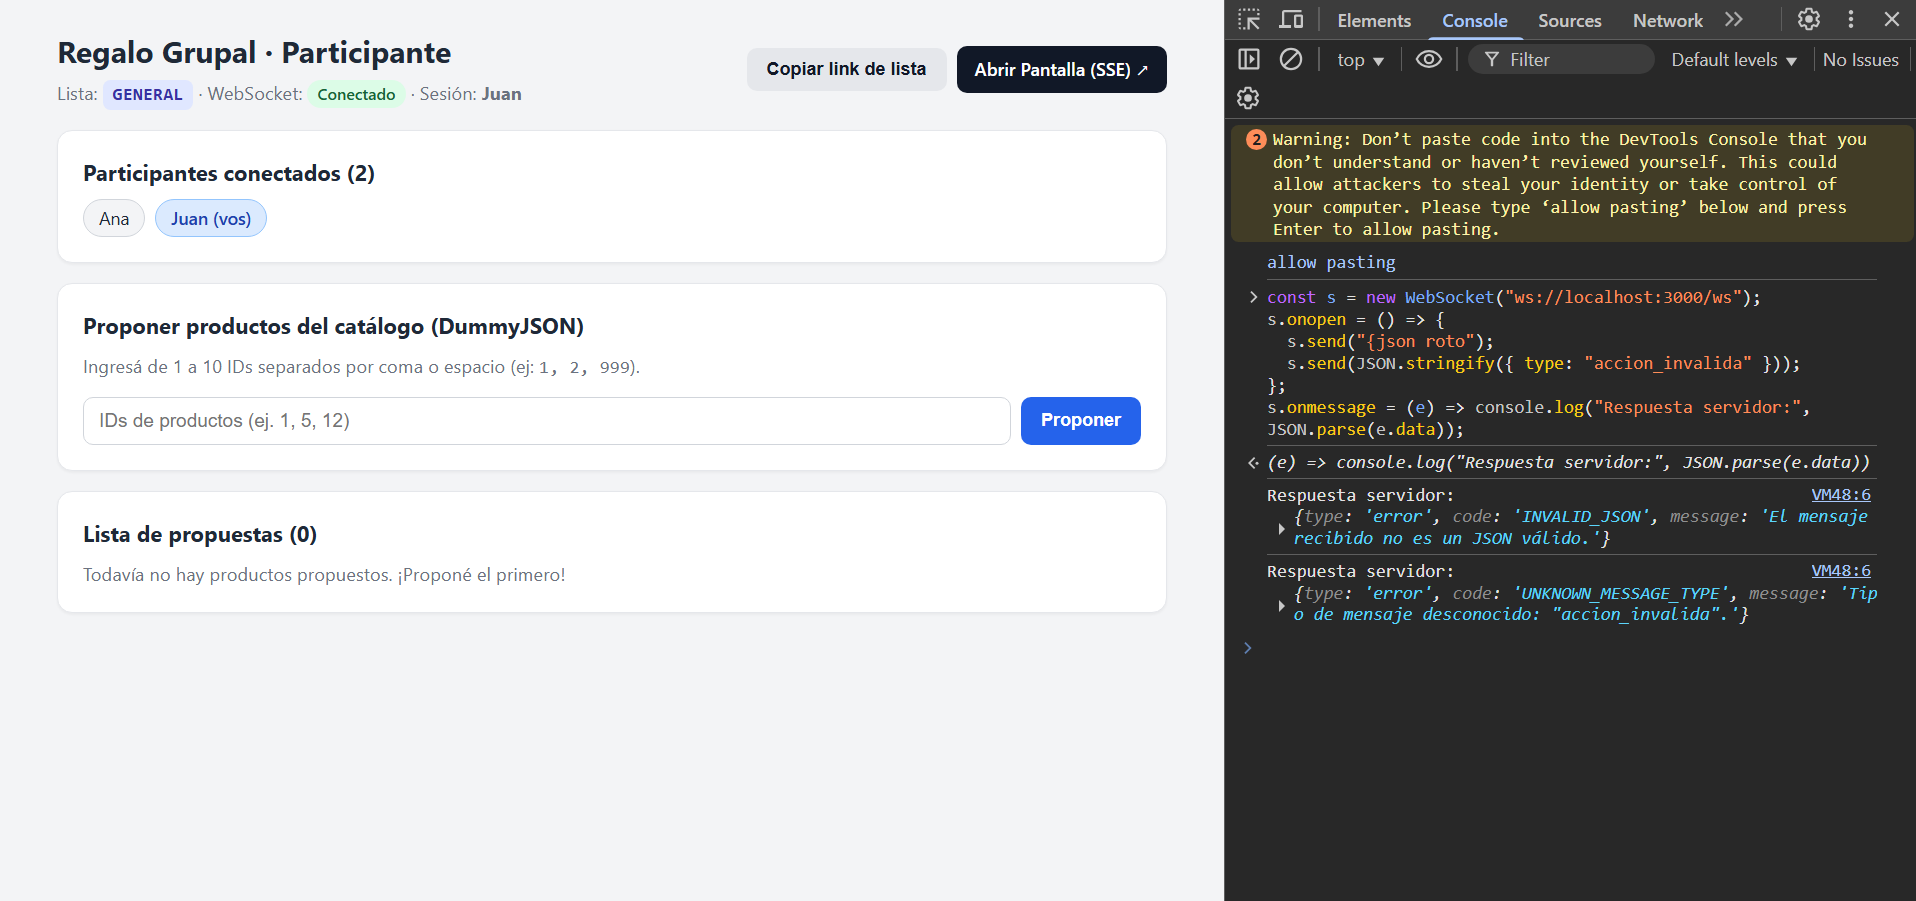 Regalo Grupal · Participante
Lista: GENERAL · WebSocket: Conectado · Sesión: Juan
Copiar link de lista
Abrir Pantalla (SSE) ↗
Participantes conectados (2)
Ana
Juan (vos)
Proponer productos del catálogo (DummyJSON)
Ingresá de 1 a 10 IDs separados por coma o espacio (ej: 1, 2, 999).
IDs de productos (ej. 1, 5, 12)
Proponer
Lista de propuestas (0)
Todavía no hay productos propuestos. ¡Proponé el primero!
Elements Console Sources Network
top Filter Default levels No Issues
2 Warning: Don’t paste code into the DevTools Console that you
don’t understand or haven’t reviewed yourself. This could
allow attackers to steal your identity or take control of
your computer. Please type ‘allow pasting’ below and press
Enter to allow pasting.
allow pasting
const s = new WebSocket("ws://localhost:3000/ws");
s.onopen = () => {
s.send("{json roto");
s.send(JSON.stringify({ type: "accion_invalida" }));
};
s.onmessage = (e) => console.log("Respuesta servidor:",
JSON.parse(e.data));
(e) => console.log("Respuesta servidor:", JSON.parse(e.data))
Respuesta servidor: VM48:6
{type: 'error', code: 'INVALID_JSON', message: 'El mensaje
recibido no es un JSON válido.'}
Respuesta servidor: VM48:6
{type: 'error', code: 'UNKNOWN_MESSAGE_TYPE', message: 'Tip
o de mensaje desconocido: "accion_invalida".'}